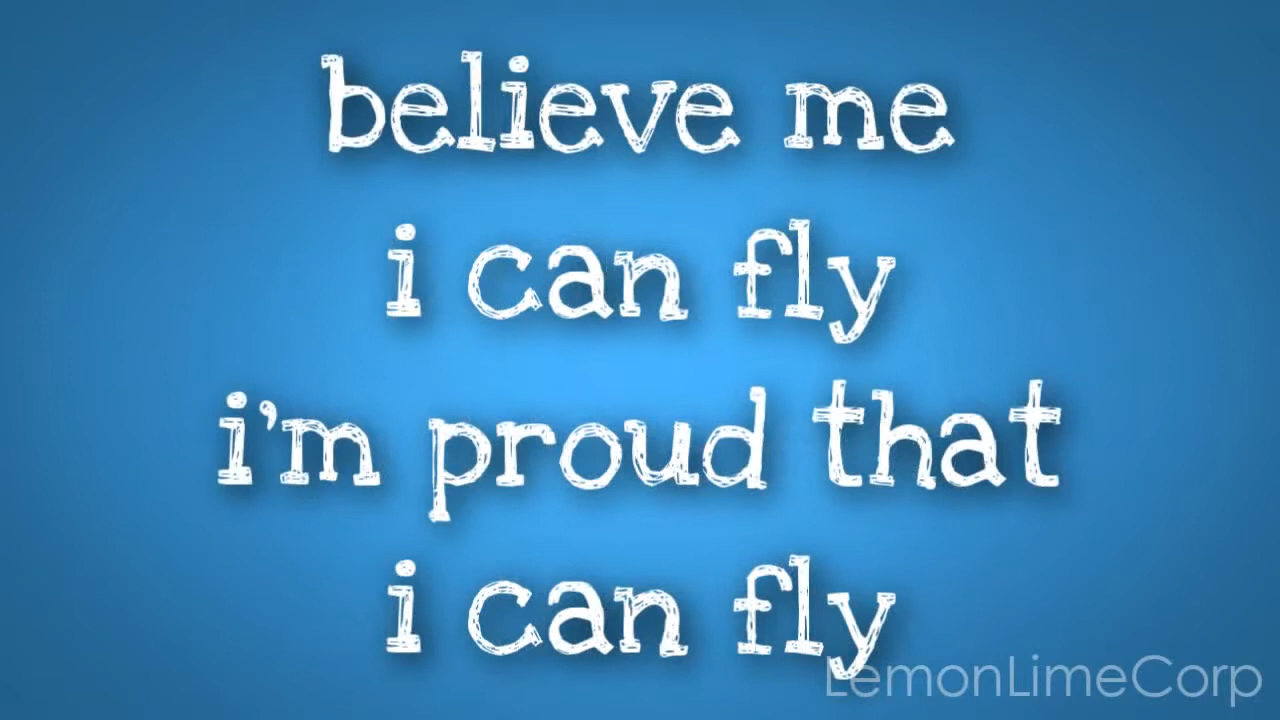 believe me
i can fly
i'm proud that
i can fly
LemonLimeCorp